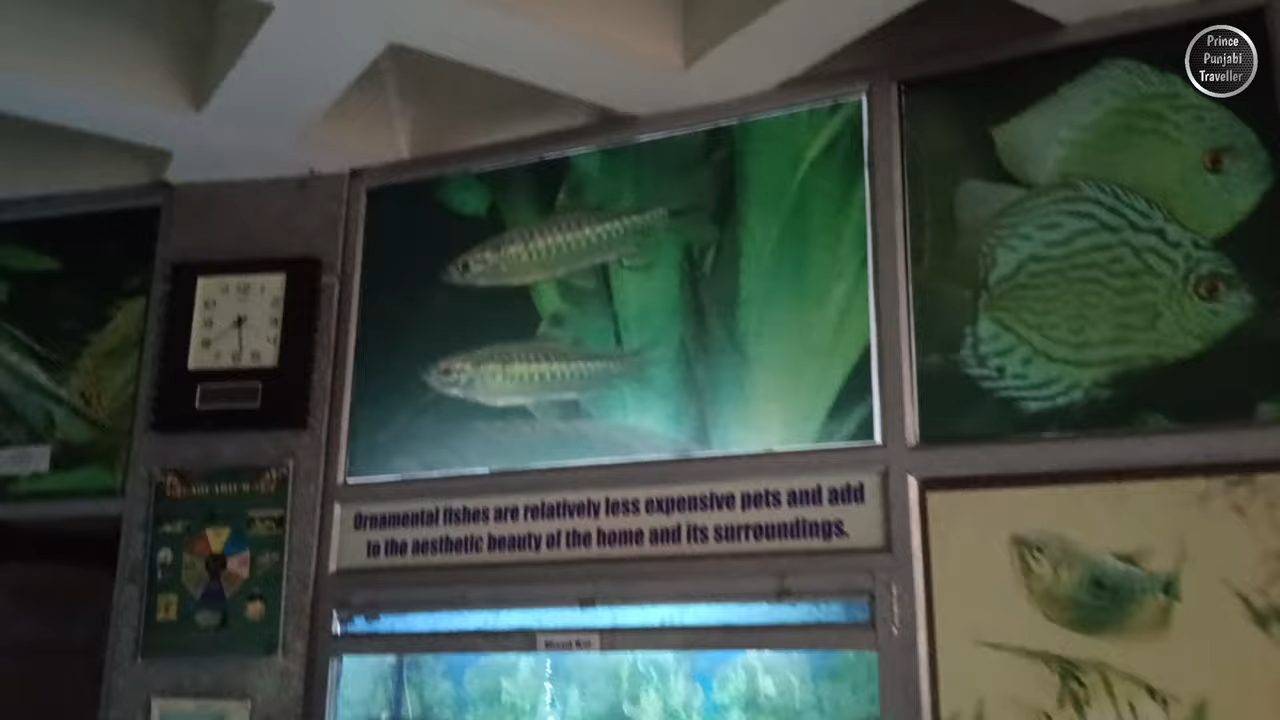 Prince
Punjabi
Traveller
Ornamental fishes are relatively less expensive pets and add
to the aesthetic beauty of the home and its surroundings.